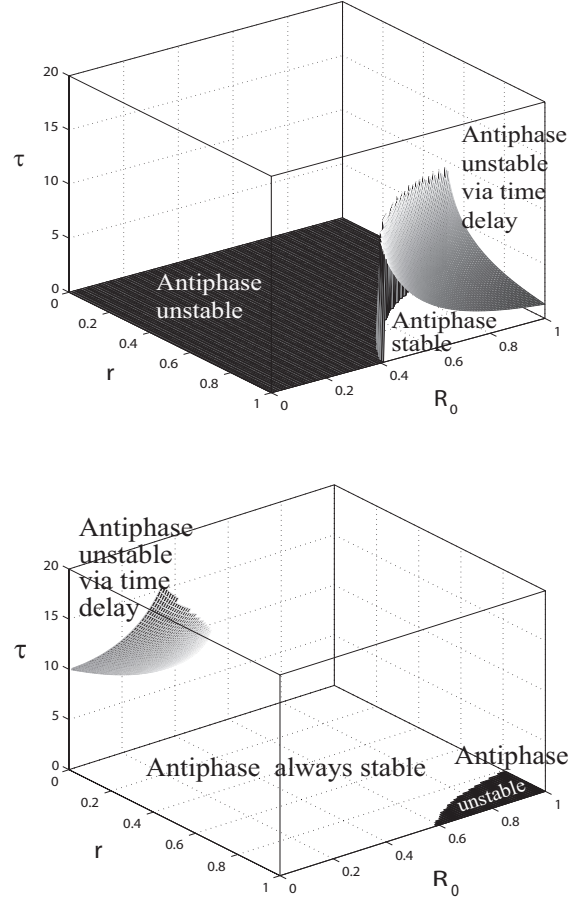 20
15
10
5
0
τ
Antiphase
unstable
via time
delay
Antiphase
unstable
Antiphase
stable
0
0.2
0.4
0.6
0.8
1
r
0
0.2
0.4
0.6
0.8
1
R0
Antiphase
unstable
via time
delay
20
15
10
5
0
τ
Antiphase always stable
Antiphase
unstable
0
0.2
0.4
0.6
0.8
1
r
0
0.2
0.4
0.6
0.8
1
R0